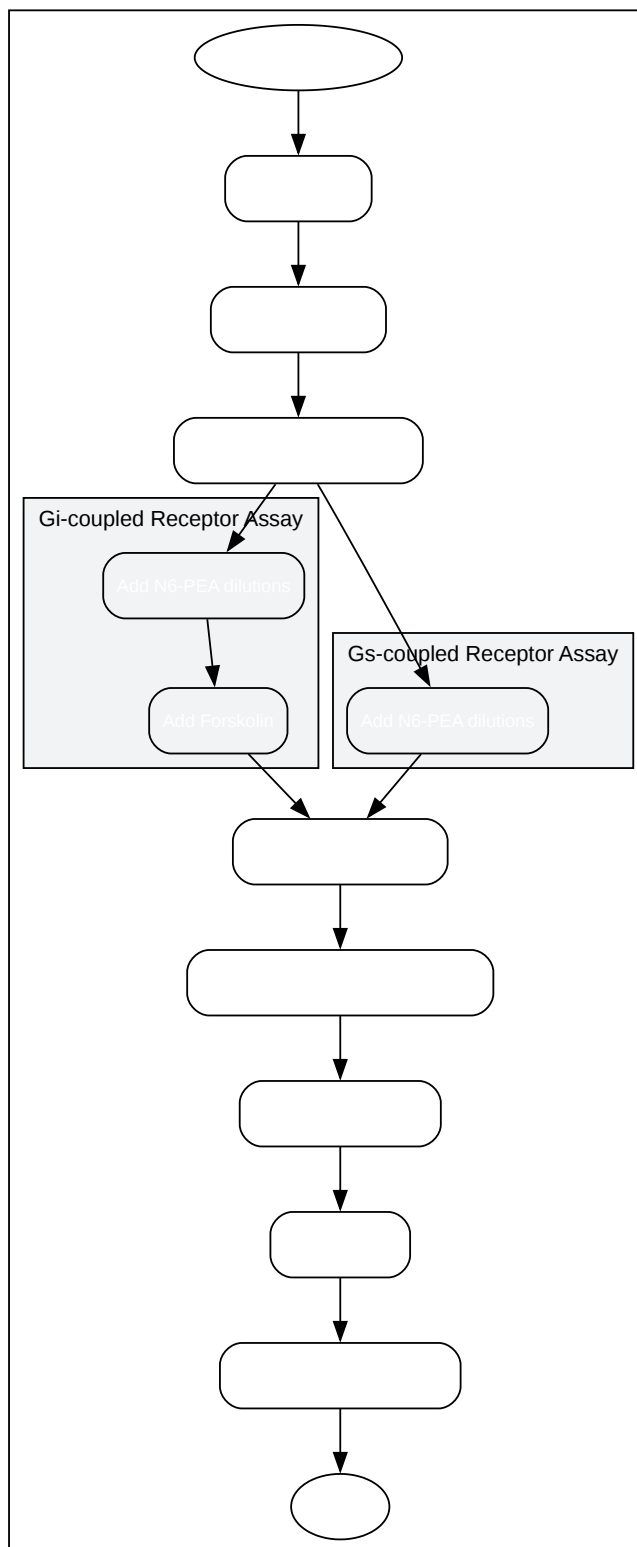 Gi-coupled Receptor Assay
Add N6-PEA dilutions
Gs-coupled Receptor Assay
Add Forskolin
Add N6-PEA dilutions